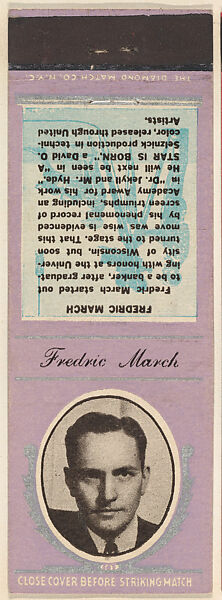 THE DIAMOND MATCH CO. N.Y.C.
FREDRIC MARCH
Fredric March started out
to be a banker, after graduat-
ing with honors at the Univer-
sity of Wisconsin, but soon
turned to the stage. That this
move was wise is evidenced
by his phenomenal record of
screen triumphs, including an
Academy Award for his work
in "Dr. Jekyll and Mr. Hyde."
He will next be seen in "A
STAR IS BORN," a David O.
Selznick production in techni-
color, released through United
Artists.
Fredric March
CLOSE COVER BEFORE STRIKING MATCH